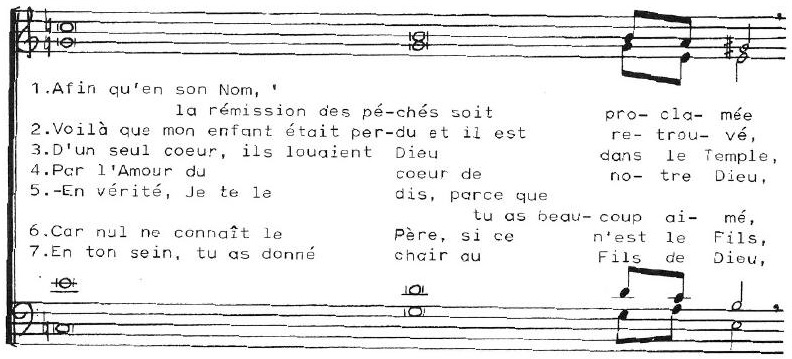 1.Afin qu'en son Nom, '
la rémission des pé-chés soit pro- cla- mée
2.Voilà que mon enfant était per-du et il est re- trou- vé,
3.D'un seul coeur, ils louaient Dieu dans le Temple,
4.Par l'Amour du coeur de no- tre Dieu,
5.-En vérité, Je te le dis, parce que
tu as beau- coup ai- mé,
6.Car nul ne connaît le Père, si ce n'est le Fils,
7.En ton sein, tu as donné chair au Fils de Dieu,